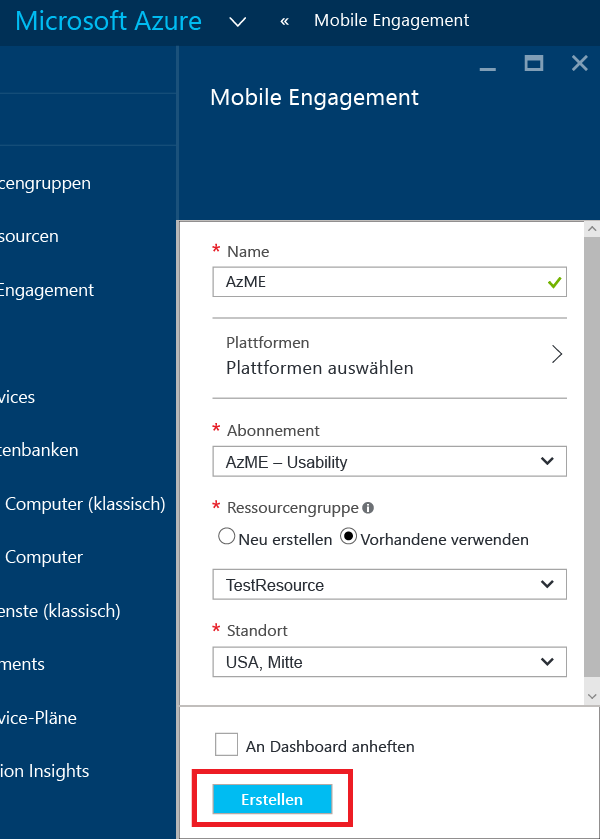 Microsoft Azure « Mobile Engagement
Mobile Engagement
cengruppen
sourcen
Engagement
vices
tenbanken
Computer (klassisch)
Computer
enste (klassisch)
ments
vice-Pläne
ion Insights
* Name
AzME
Plattformen
Plattformen auswählen
* Abonnement
AzME – Usability
* Ressourcengruppe
Neu erstellen Vorhandene verwenden
TestResource
* Standort
USA, Mitte
An Dashboard anheften
Erstellen